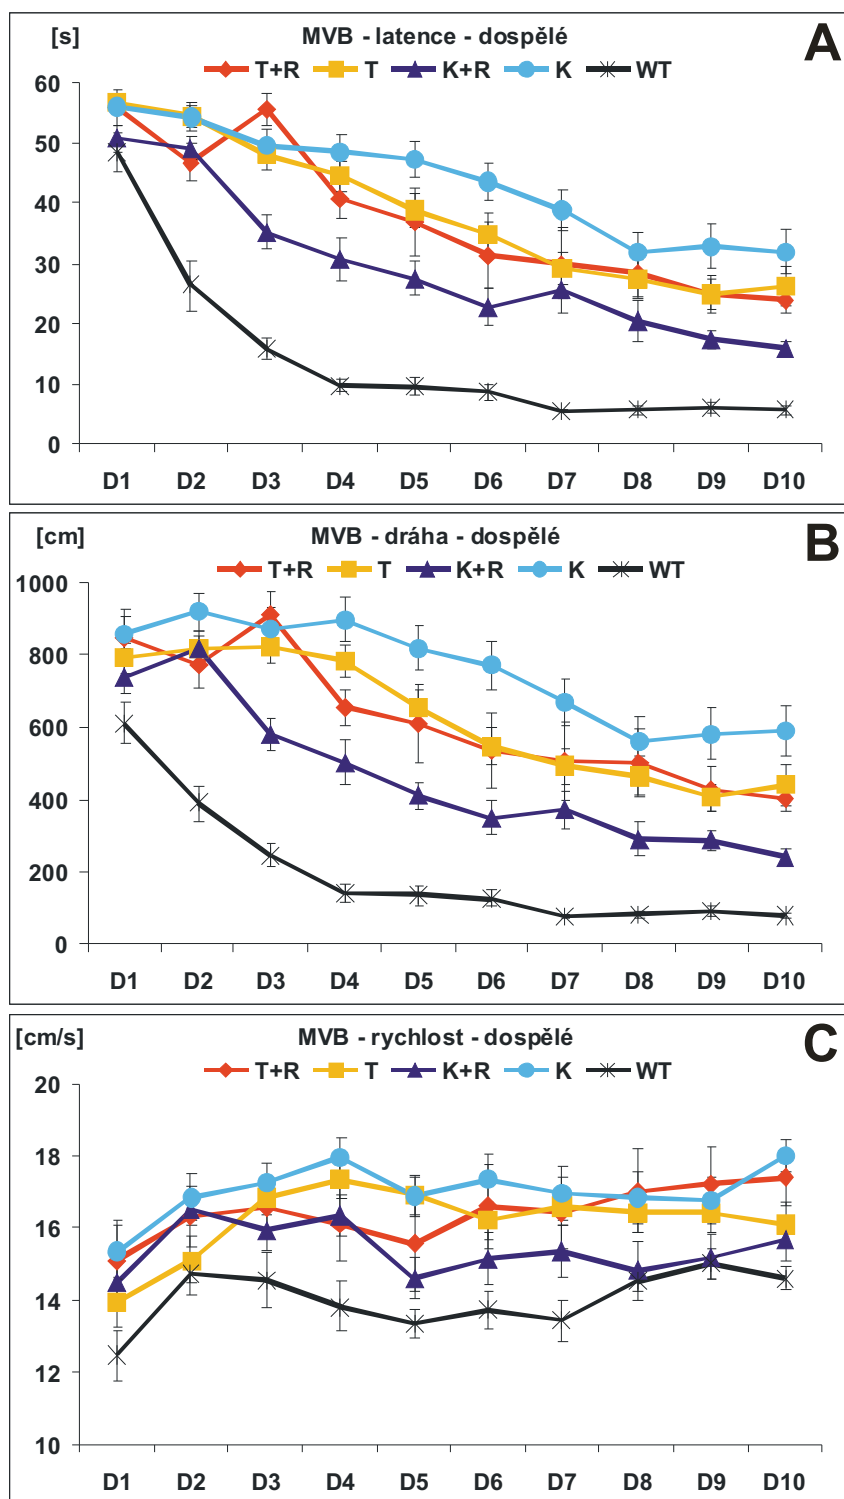 [s] MVB - latence - dospělé A
T+R T K+R K WT
60
50
40
30
20
10
0
D1 D2 D3 D4 D5 D6 D7 D8 D9 D10
[cm] MVB - dráha - dospělé B
T+R T K+R K WT
1000
800
600
400
200
0
D1 D2 D3 D4 D5 D6 D7 D8 D9 D10
[cm/s] MVB - rychlost - dospělé C
T+R T K+R K WT
20
18
16
14
12
10
D1 D2 D3 D4 D5 D6 D7 D8 D9 D10